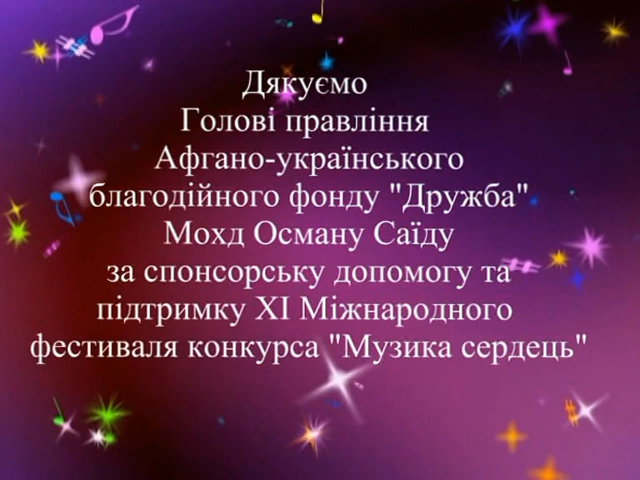 Дякуємо
Голові правління
Афгано-українського
благодійного фонду "Дружба"
Мохд Осману Саїду
за спонсорську допомогу та
підтримку XI Міжнародного
фестиваля конкурса "Музика сердець"